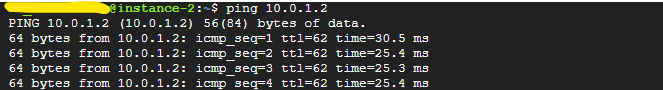 @instance-2:~$ ping 10.0.1.2
PING 10.0.1.2 (10.0.1.2) 56(84) bytes of data.
64 bytes from 10.0.1.2: icmp_seq=1 ttl=62 time=30.5 ms
64 bytes from 10.0.1.2: icmp_seq=2 ttl=62 time=25.4 ms
64 bytes from 10.0.1.2: icmp_seq=3 ttl=62 time=25.3 ms
64 bytes from 10.0.1.2: icmp_seq=4 ttl=62 time=25.4 ms